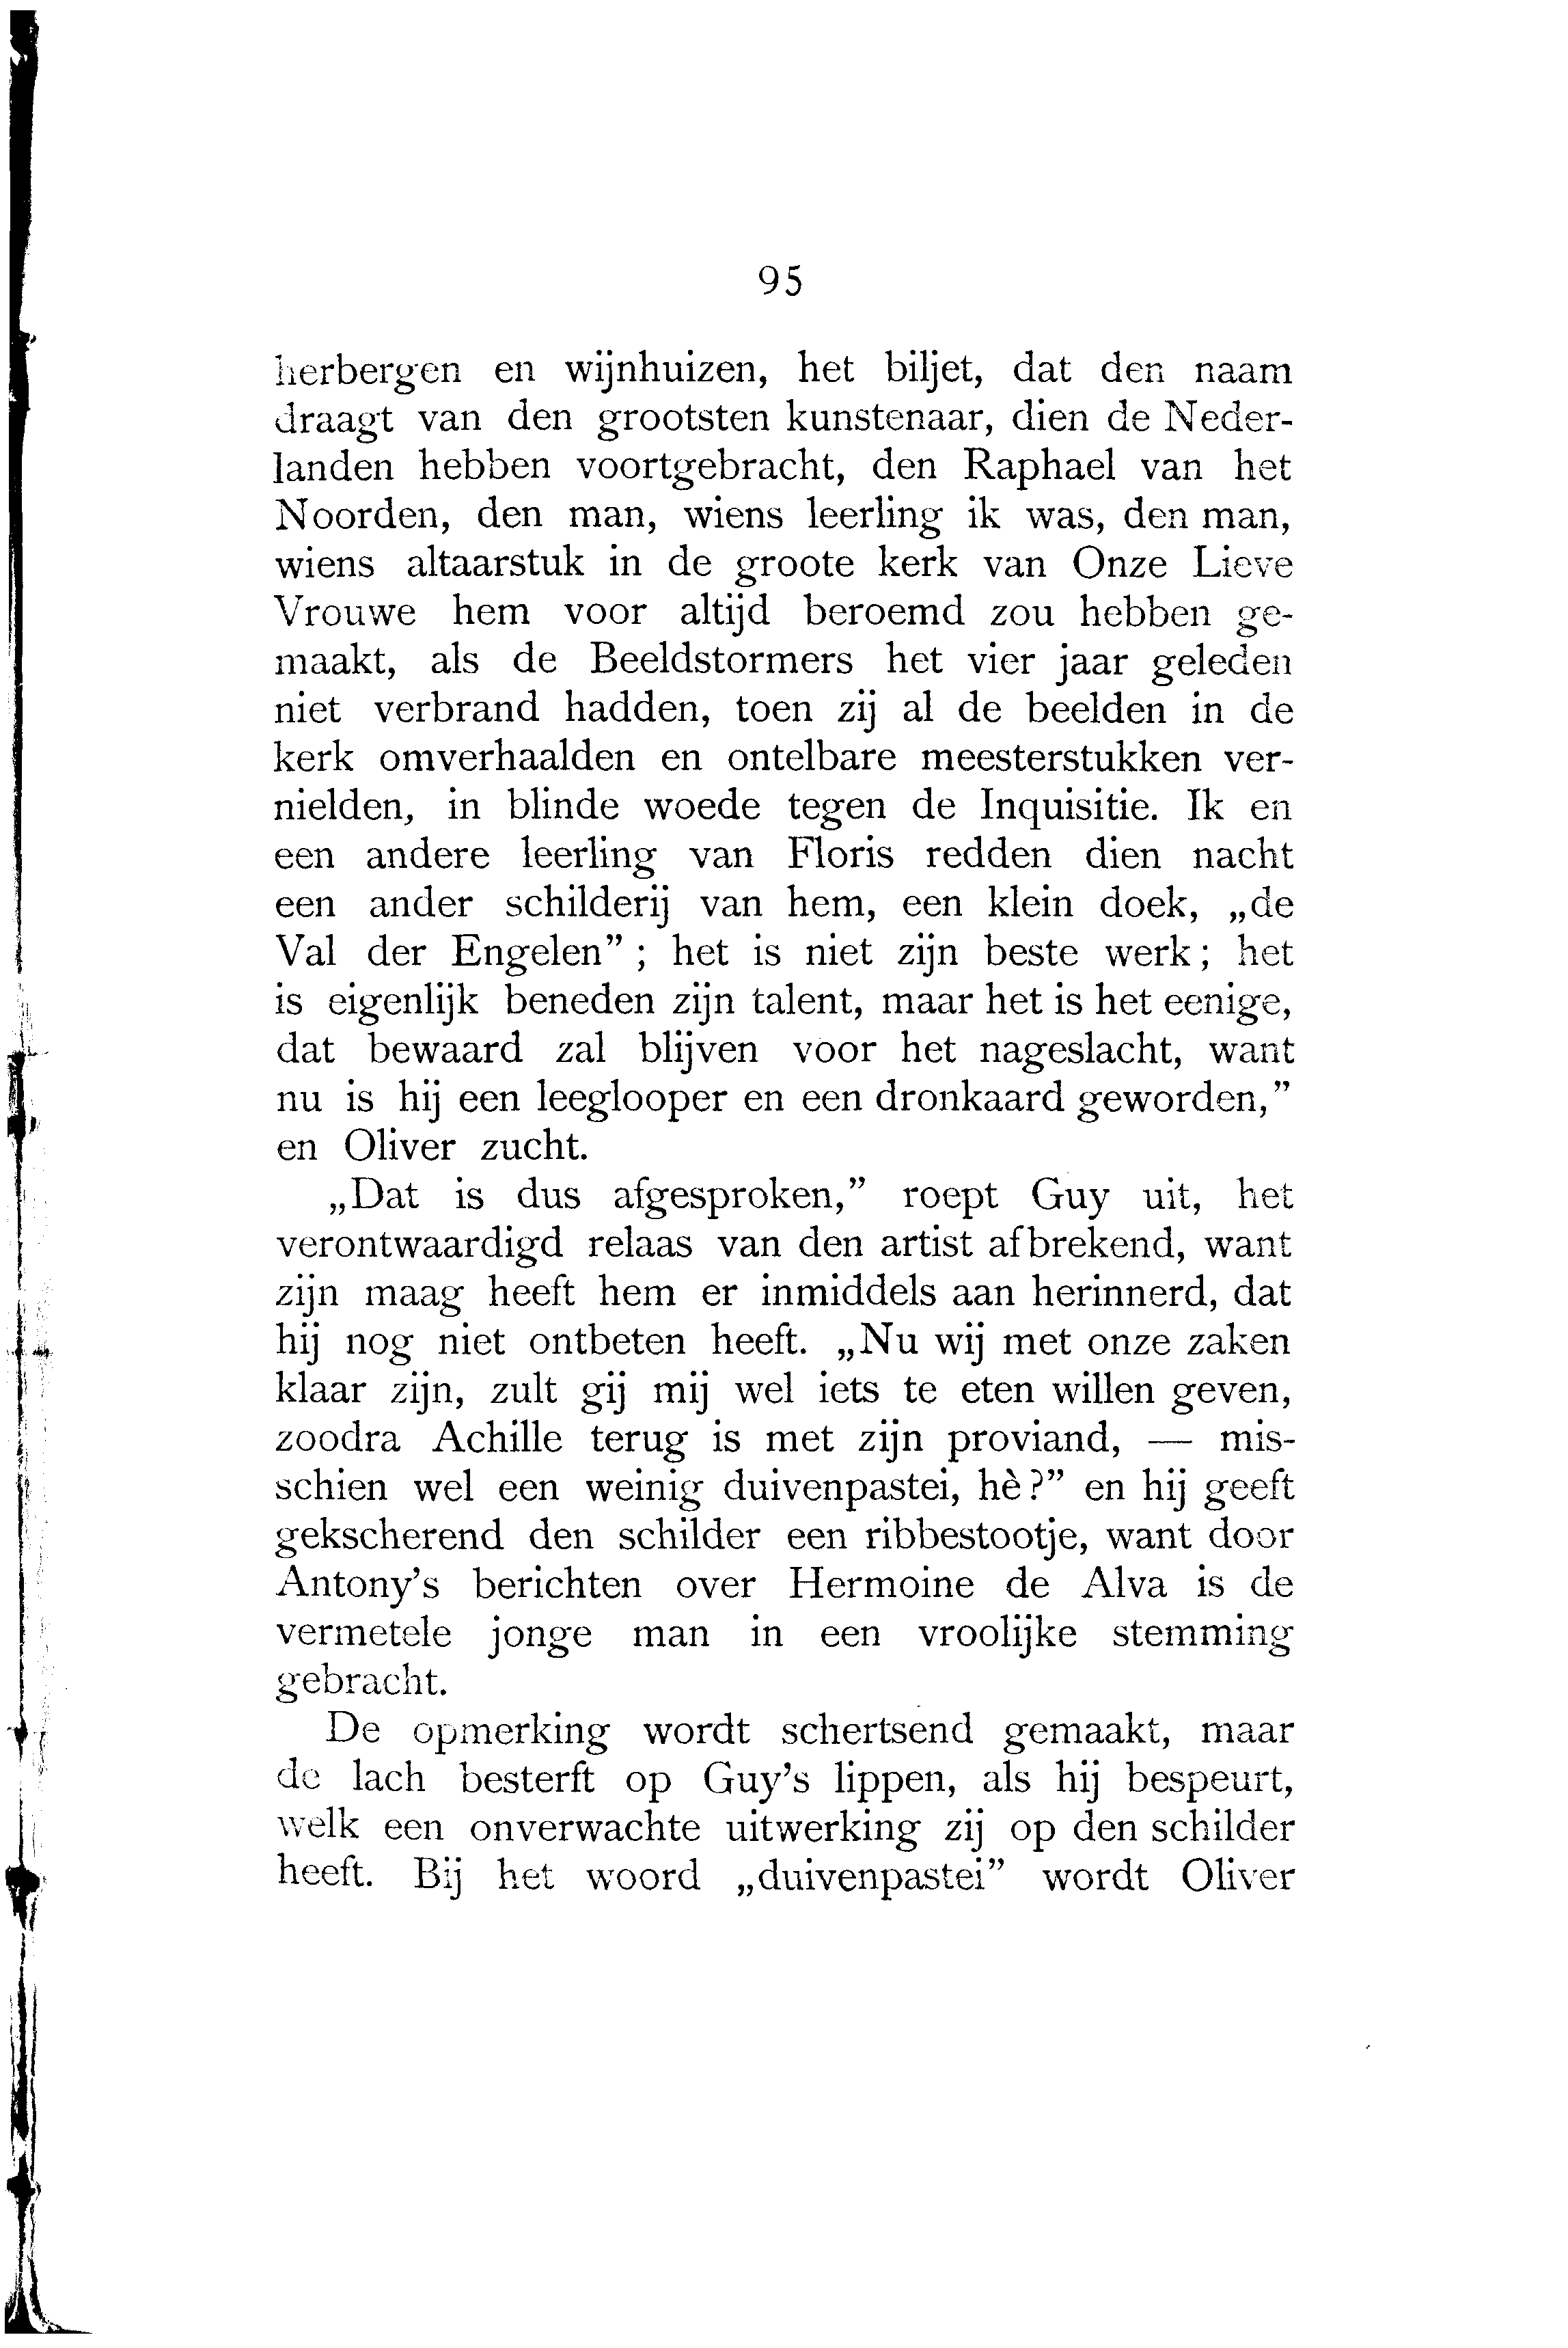 95
herbergen en wijnhuizen, het biljet, dat den naam
draagt van den grootsten kunstenaar, dien de Neder-
landen hebben voortgebracht, den Raphael van het
Noorden, den man, wiens leerling ik was, den man,
wiens altaarstuk in de groote kerk van Onze Lieve
Vrouwe hem voor altijd beroemd zou hebben ge-
maakt, als de Beeldstormers het vier jaar geleden
niet verbrand hadden, toen zij al de beelden in de
kerk omverhaalden en ontelbare meesterstukken ver-
nielden, in blinde woede tegen de Inquisitie. Ik en
een andere leerling van Floris redden dien nacht
een ander schilderij van hem, een klein doek, „de
Val der Engelen” ; het is niet zijn beste werk; het
is eigenlijk beneden zijn talent, maar het is het eenige,
dat bewaard zal blijven voor het nageslacht, want
nu is hij een leeglooper en een dronkaard geworden,”
en Oliver zucht.
„Dat is dus afgesproken,” roept Guy uit, het
verontwaardigd relaas van den artist afbrekend, want
zijn maag heeft hem er inmiddels aan herinnerd, dat
hij nog niet ontbeten heeft. „Nu wij met onze zaken
klaar zijn, zult gij mij wel iets te eten willen geven,
zoodra Achille terug is met zijn proviand, — mis-
schien wel een weinig duivenpastei, hè?” en hij geeft
gekscherend den schilder een ribbestootje, want door
Antony’s berichten over Hermoine de Alva is de
vermetele jonge man in een vroolijke stemming
gebracht.
De opmerking wordt schertsend gemaakt, maar
de lach besterft op Guy’s lippen, als hij bespeurt,
welk een onverwachte uitwerking zij op den schilder
heeft. Bij het woord „duivenpastei” wordt Oliver